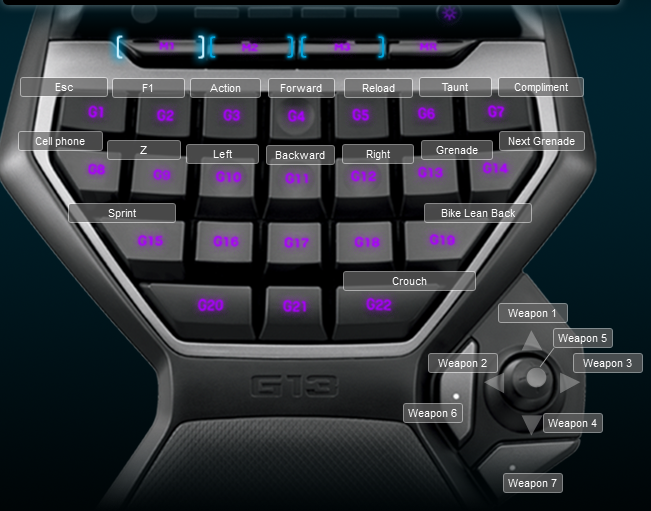 M1 M2 M3 MR
Esc F1 Action Forward Reload Taunt Compliment
G1 G2 G3 G4 G5 G6 G7
Cell phone Z Left Backward Right Grenade Next Grenade
G8 G9 G10 G11 G12 G13 G14
Sprint Bike Lean Back
G15 G16 G17 G18 G19
Crouch
G20 G21 G22
Weapon 1
Weapon 5
Weapon 2 Weapon 3
G13
Weapon 6
Weapon 4
Weapon 7